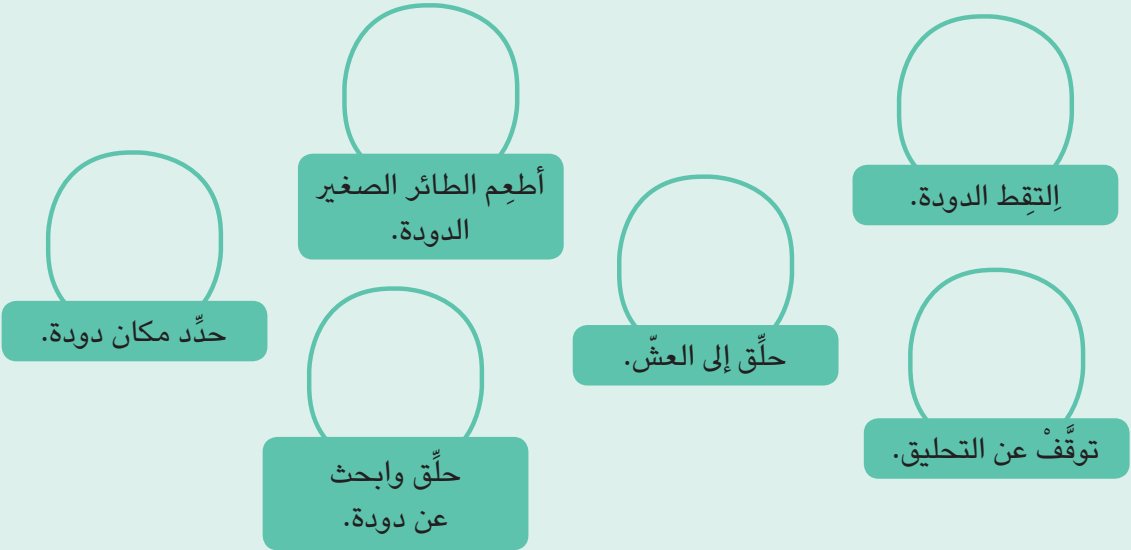 اِلتقِط الدودة.
أطعِم الطائر الصغير
الدودة.
حلِّق إلى العشّ.
حدِّد مكان دودة.
توقَّفْ عن التحليق.
حلِّق وابحث
عن دودة.